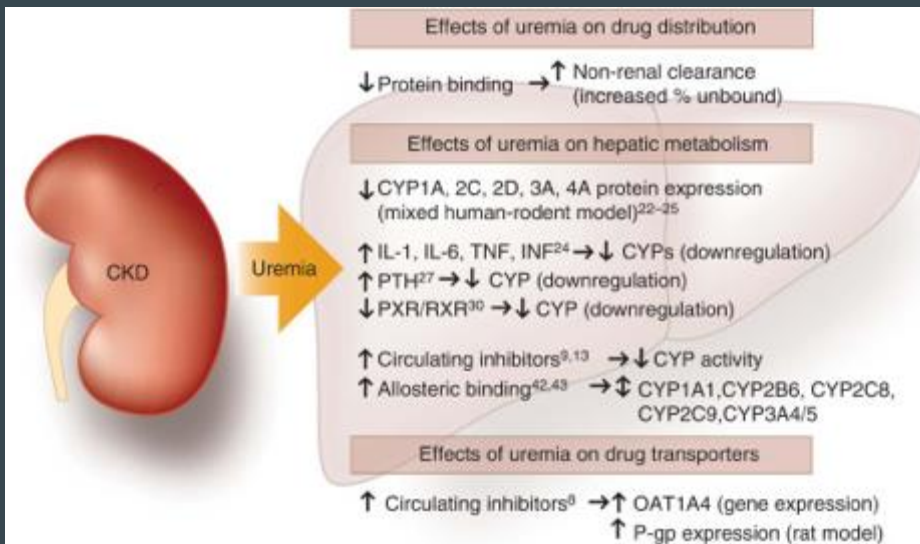 Effects of uremia on drug distribution
↓ Protein binding → ↑ Non-renal clearance
(increased % unbound)
Effects of uremia on hepatic metabolism
↓ CYP1A, 2C, 2D, 3A, 4A protein expression
(mixed human-rodent model)22–25
CKD
Uremia
↑ IL-1, IL-6, TNF, INF24 → ↓ CYPs (downregulation)
↑ PTH27 → ↓ CYP (downregulation)
↓ PXR/RXR30 → ↓ CYP (downregulation)
↑ Circulating inhibitors9,13 → ↓ CYP activity
↑ Allosteric binding42,43 → ↕ CYP1A1,CYP2B6, CYP2C8,
CYP2C9,CYP3A4/5
Effects of uremia on drug transporters
↑ Circulating inhibitors8 → ↑ OAT1A4 (gene expression)
↑ P-gp expression (rat model)